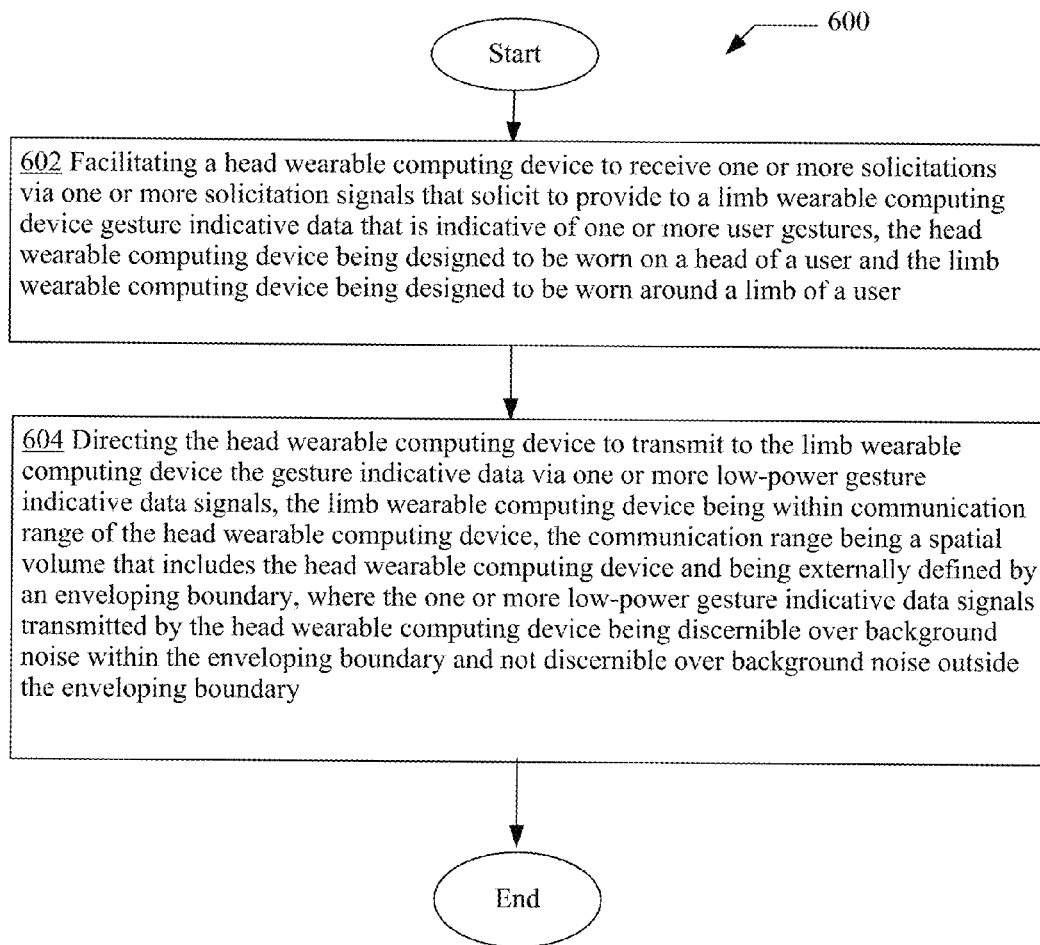 600
Start
602 Facilitating a head wearable computing device to receive one or more solicitations
via one or more solicitation signals that solicit to provide to a limb wearable computing
device gesture indicative data that is indicative of one or more user gestures, the head
wearable computing device being designed to be worn on a head of a user and the limb
wearable computing device being designed to be worn around a limb of a user
604 Directing the head wearable computing device to transmit to the limb wearable
computing device the gesture indicative data via one or more low-power gesture
indicative data signals, the limb wearable computing device being within communication
range of the head wearable computing device, the communication range being a spatial
volume that includes the head wearable computing device and being externally defined by
an enveloping boundary, where the one or more low-power gesture indicative data signals
transmitted by the head wearable computing device being discernible over background
noise within the enveloping boundary and not discernible over background noise outside
the enveloping boundary
End